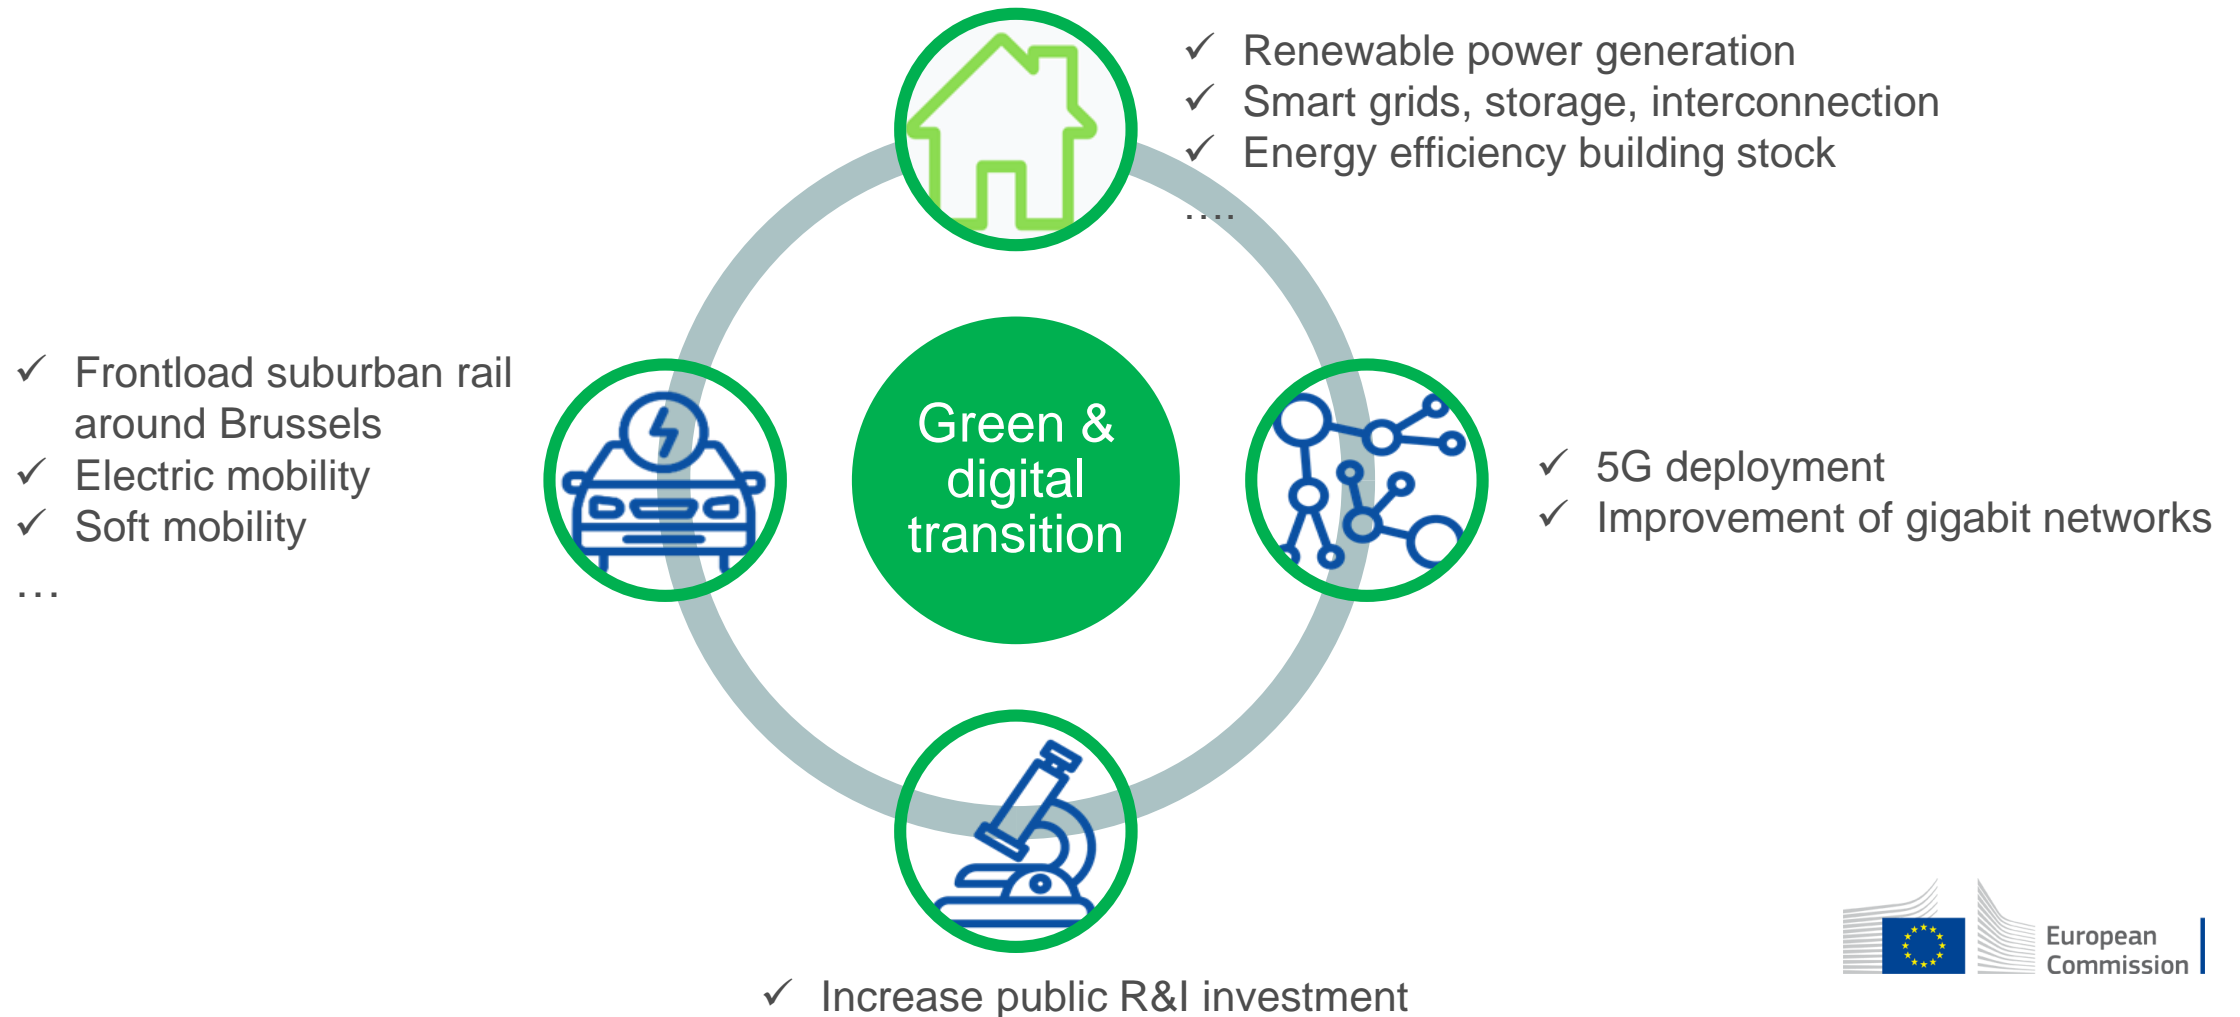 ✓ Renewable power generation
✓ Smart grids, storage, interconnection
✓ Energy efficiency building stock
….
✓ Frontload suburban rail
around Brussels
✓ Electric mobility
✓ Soft mobility
…
Green &
digital
transition
✓ 5G deployment
✓ Improvement of gigabit networks
✓ Increase public R&I investment
European
Commission